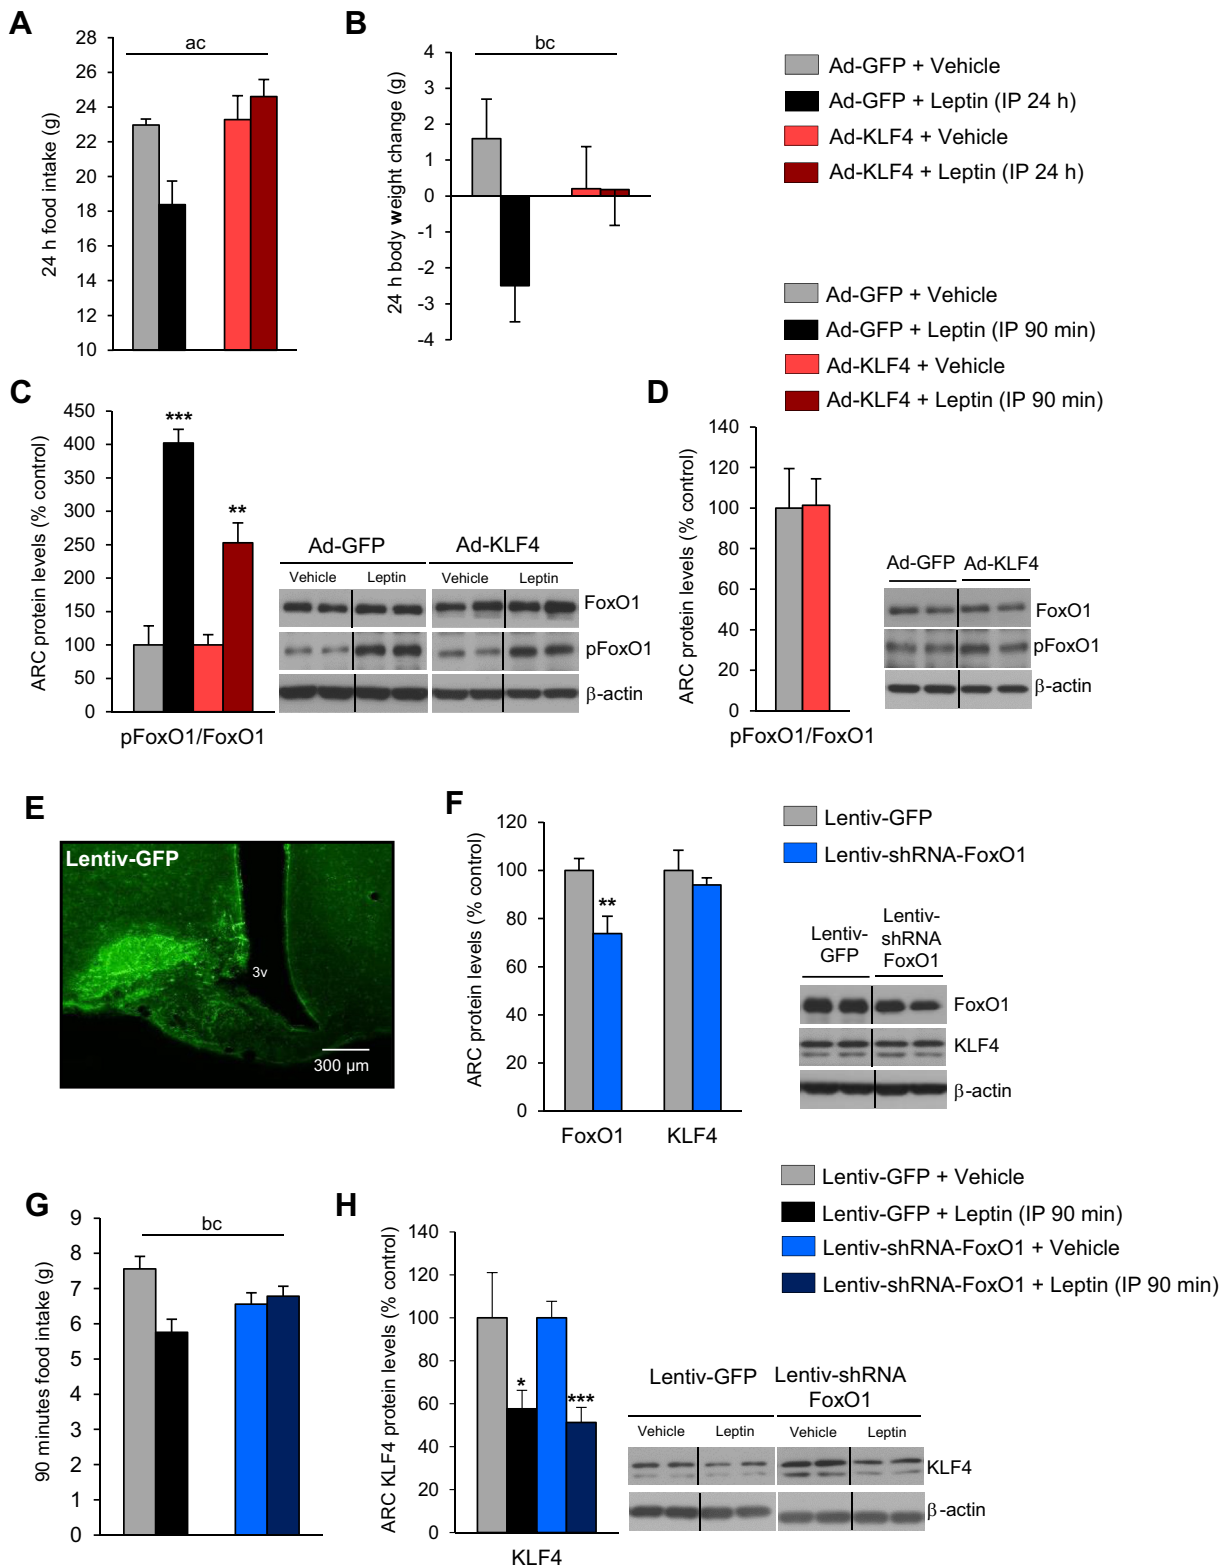 A
24 h food intake (g)
28
26
24
22
20
18
16
14
12
10
ac
B
24 h body weight change (g)
4
3
2
1
0
-1
-2
-3
-4
bc
Ad-GFP + Vehicle
Ad-GFP + Leptin (IP 24 h)
Ad-KLF4 + Vehicle
Ad-KLF4 + Leptin (IP 24 h)
Ad-GFP + Vehicle
Ad-GFP + Leptin (IP 90 min)
Ad-KLF4 + Vehicle
Ad-KLF4 + Leptin (IP 90 min)
C
ARC protein levels (% control)
450
400
350
300
250
200
150
100
50
0
***
**
pFoxO1/FoxO1
Ad-GFP Ad-KLF4
Vehicle Leptin Vehicle Leptin
FoxO1
pFoxO1
β-actin
D
ARC protein levels (% control)
140
120
100
80
60
40
20
0
pFoxO1/FoxO1
Ad-GFP Ad-KLF4
FoxO1
pFoxO1
β-actin
E
Lentiv-GFP
3v
300 µm
F
ARC protein levels (% control)
120
100
80
60
40
20
0
**
FoxO1 KLF4
Lentiv-GFP
Lentiv-shRNA-FoxO1
Lentiv-
GFP
Lentiv-
shRNA
FoxO1
FoxO1
KLF4
β-actin
G
90 minutes food intake (g)
9
8
7
6
5
4
3
2
1
0
bc
H
ARC KLF4 protein levels (% control)
140
120
100
80
60
40
20
0
*
***
KLF4
Lentiv-GFP + Vehicle
Lentiv-GFP + Leptin (IP 90 min)
Lentiv-shRNA-FoxO1 + Vehicle
Lentiv-shRNA-FoxO1 + Leptin (IP 90 min)
Lentiv-GFP
Lentiv-shRNA
FoxO1
Vehicle Leptin Vehicle Leptin
KLF4
β-actin